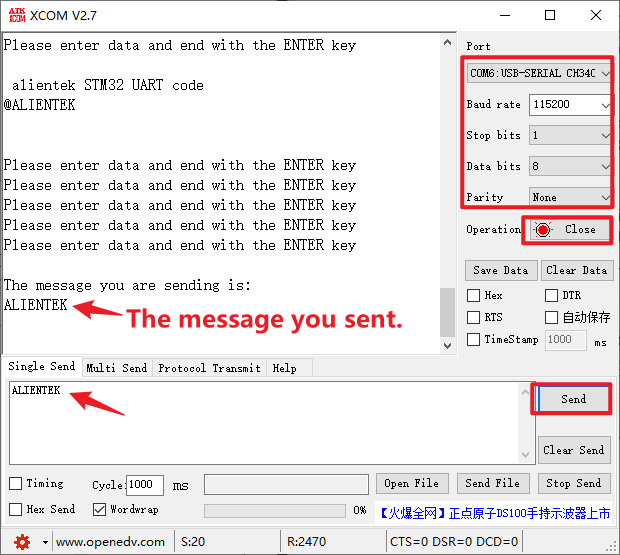 ATK XCOM XCOM V2.7
Please enter data and end with the ENTER key
alientek STM32 UART code
@ALIENTEK
Please enter data and end with the ENTER key
Please enter data and end with the ENTER key
Please enter data and end with the ENTER key
Please enter data and end with the ENTER key
Please enter data and end with the ENTER key
The message you are sending is:
ALIENTEK
The message you sent.
Port
COM6:USB-SERIAL CH340
Baud rate 115200
Stop bits 1
Data bits 8
Parity None
Operation Close
Save Data Clear Data
Hex DTR
RTS 自动保存
TimeStamp 1000 ms
Single Send Multi Send Protocol Transmit Help
ALIENTEK
Send
Clear Send
Timing Cycle: 1000 ms Open File Send File Stop Send
Hex Send Wordwrap 0% 【火爆全网】正点原子DS100手持示波器上市
www.openedv.com S:20 R:2470 CTS=0 DSR=0 DCD=0